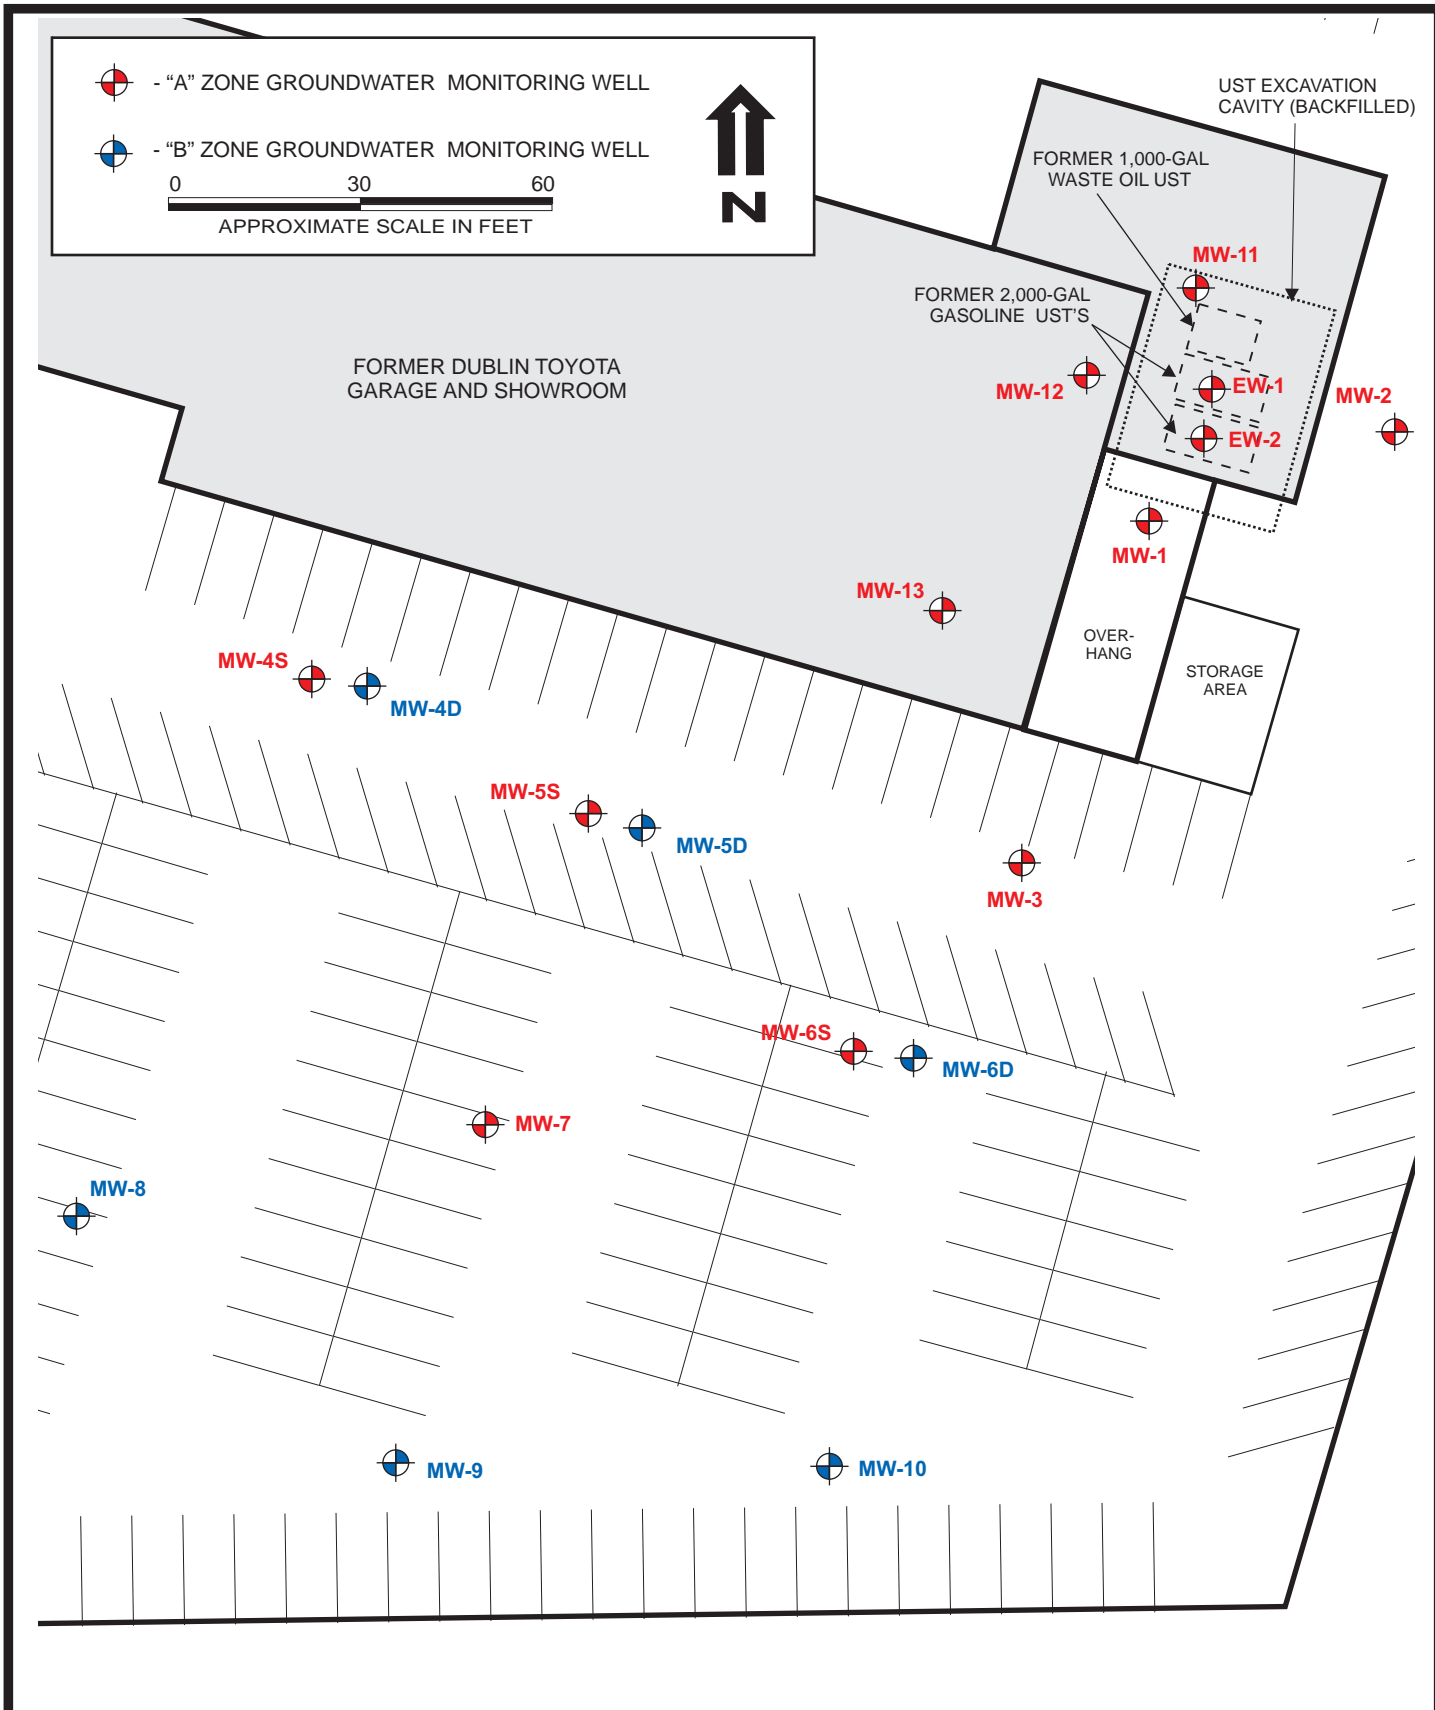 - “A” ZONE GROUNDWATER MONITORING WELL
- “B” ZONE GROUNDWATER MONITORING WELL
0 30 60
APPROXIMATE SCALE IN FEET
N
UST EXCAVATION
CAVITY (BACKFILLED)
FORMER 1,000-GAL
WASTE OIL UST
MW-11
FORMER 2,000-GAL
GASOLINE UST'S
FORMER DUBLIN TOYOTA
GARAGE AND SHOWROOM
MW-12
EW-1
MW-2
EW-2
MW-1
MW-13
OVER-
HANG
STORAGE
AREA
MW-4S
MW-4D
MW-5S
MW-5D
MW-3
MW-6S
MW-6D
MW-7
MW-8
MW-9
MW-10